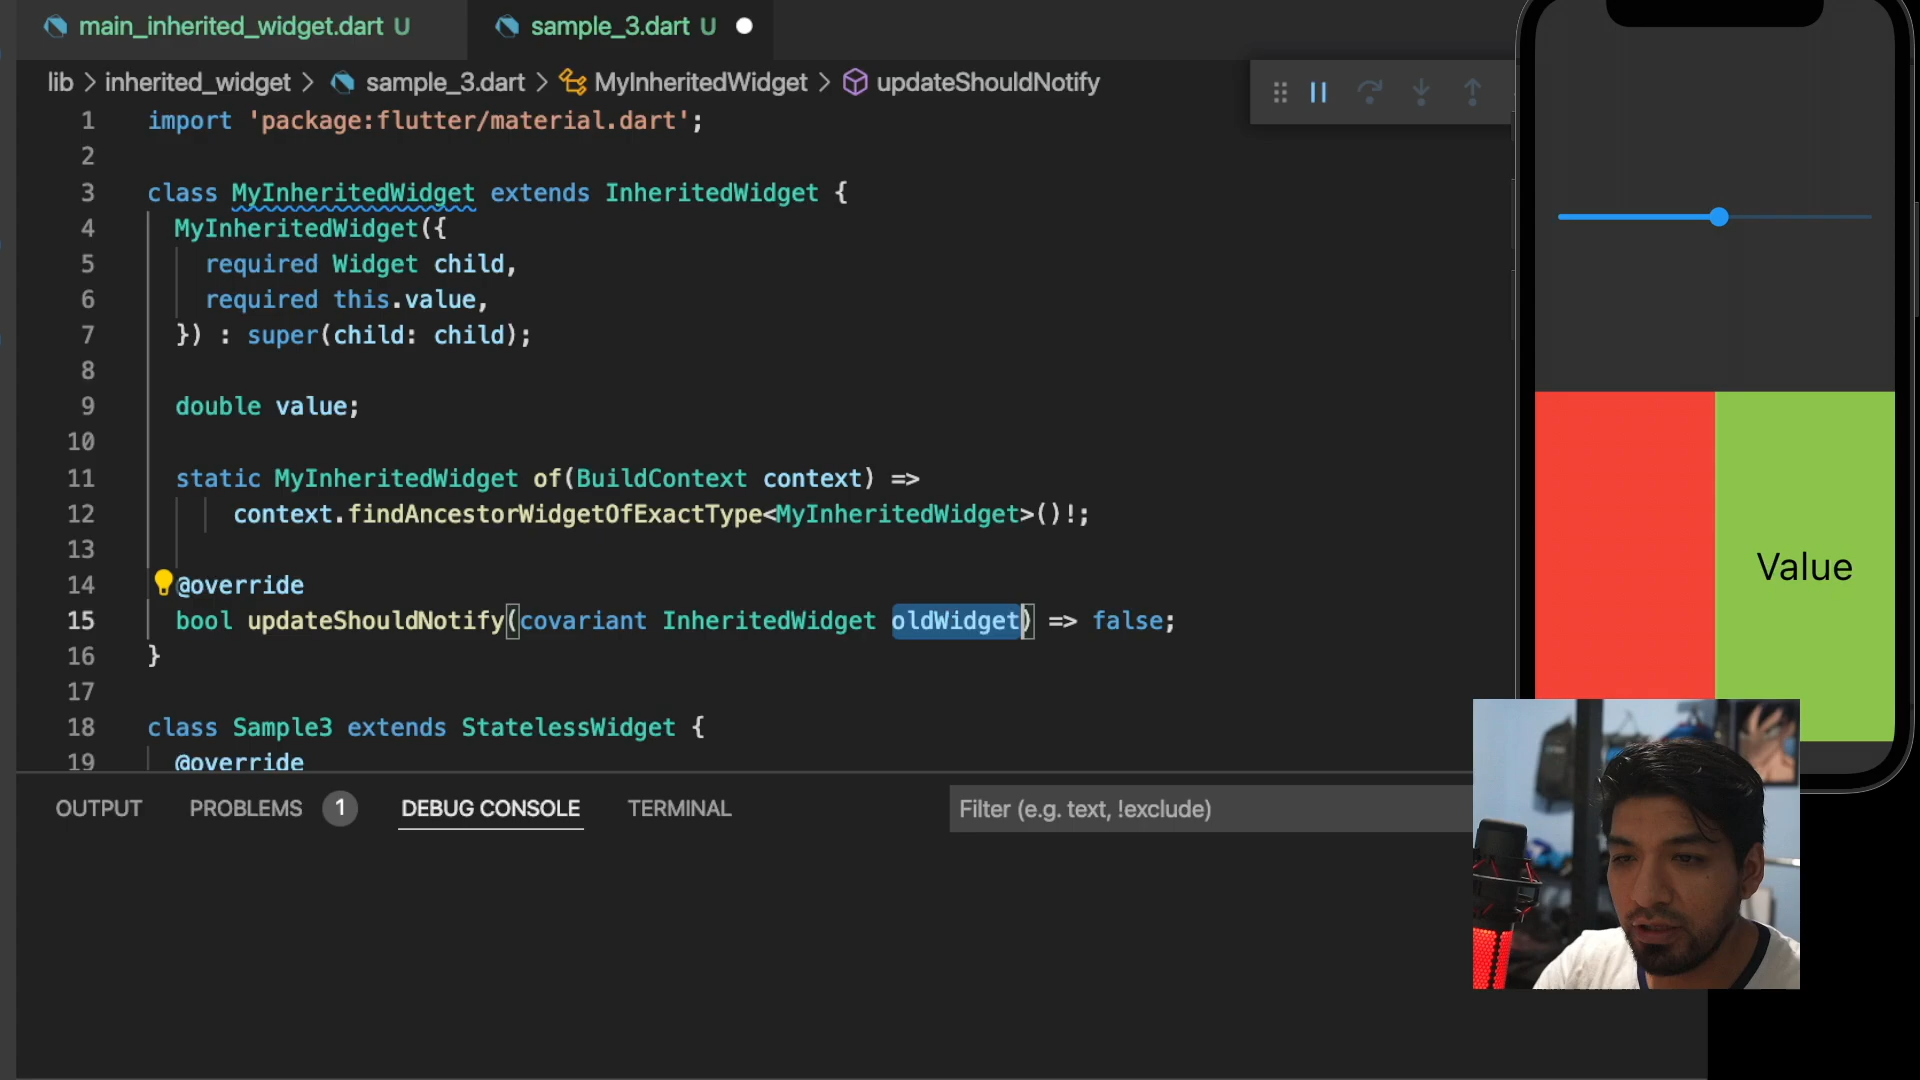 main_inherited_widget.dart U
sample_3.dart U
lib > inherited_widget > sample_3.dart > MyInheritedWidget > updateShouldNotify
1 import 'package:flutter/material.dart';
2
3 class MyInheritedWidget extends InheritedWidget {
4 MyInheritedWidget({
5 required Widget child,
6 required this.value,
7 }) : super(child: child);
8
9 double value;
10
11 static MyInheritedWidget of(BuildContext context) =>
12 context.findAncestorWidgetOfExactType<MyInheritedWidget>()!;
13
14 @override
15 bool updateShouldNotify(covariant InheritedWidget oldWidget) => false;
16 }
17
18 class Sample3 extends StatelessWidget {
19 @override
Value
OUTPUT PROBLEMS 1 DEBUG CONSOLE TERMINAL
Filter (e.g. text, !exclude)